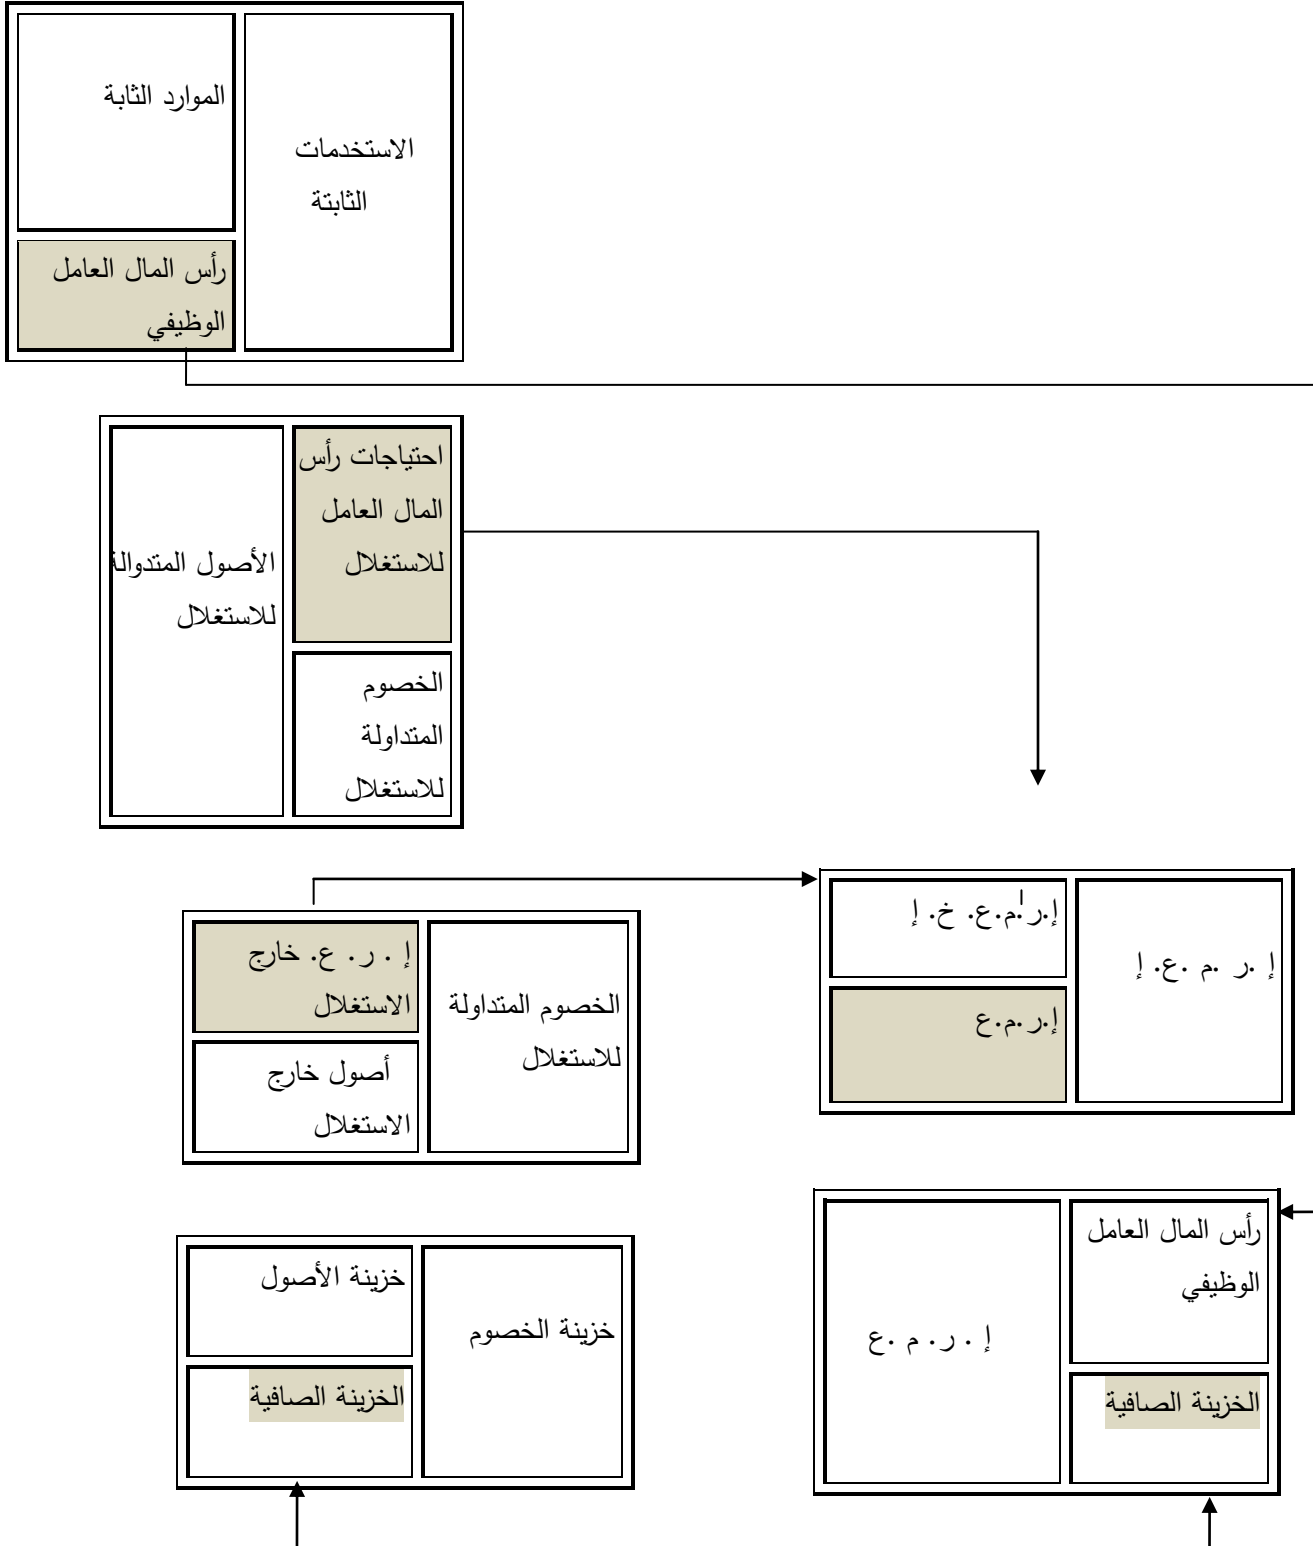 الموارد الثابة
الاستخدمات
الثابتة
رأس المال العامل
الوظيفي
احتياجات رأس
المال العامل
للاستغلال
الأصول المتدوالة
للاستغلال
الخصوم
المتداولة
للاستغلال
إ . ر . ع. خارج
الاستغلال
الخصوم المتداولة
للاستغلال
أصول خارج
الاستغلال
إ.ر.م.ع. خ. إ
إ .ر .م .ع. إ
إ.ر.م.ع
رأس المال العامل
الوظيفي
إ . ر. م .ع
الخزينة الصافية
خزينة الأصول
خزينة الخصوم
الخزينة الصافية